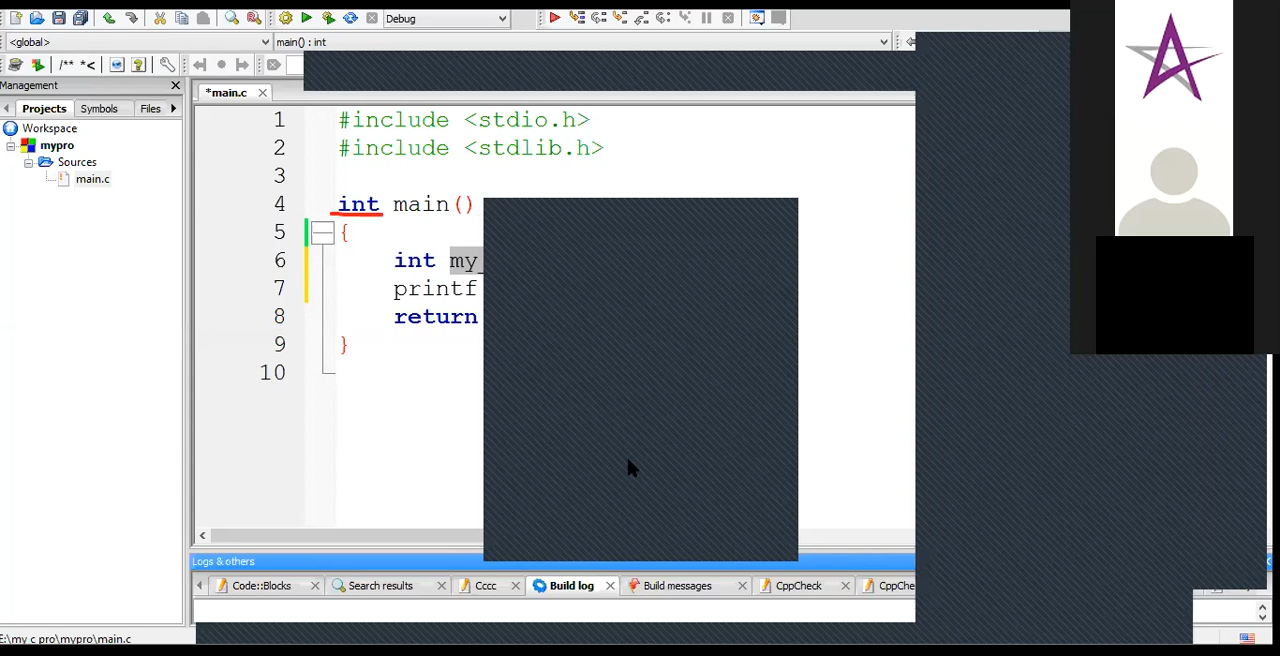 Debug
<global>
main() : int
/** *<
Management
*main.c
Projects
Symbols
Files
Workspace
mypro
Sources
main.c
1 #include <stdio.h>
2 #include <stdlib.h>
3
4 int main()
5 {
6 int my_
7 printf
8 return
9 }
10
Logs & others
Code::Blocks
Search results
Cccc
Build log
Build messages
CppCheck
CppChe
E:\my c pro\mypro\main.c